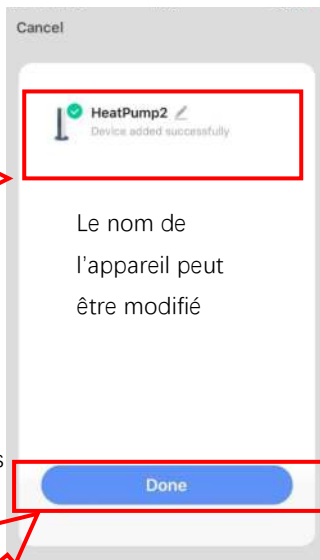 Cancel
HeatPump2
Device added successfully
Le nom de
l'appareil peut
être modifié
s
Done